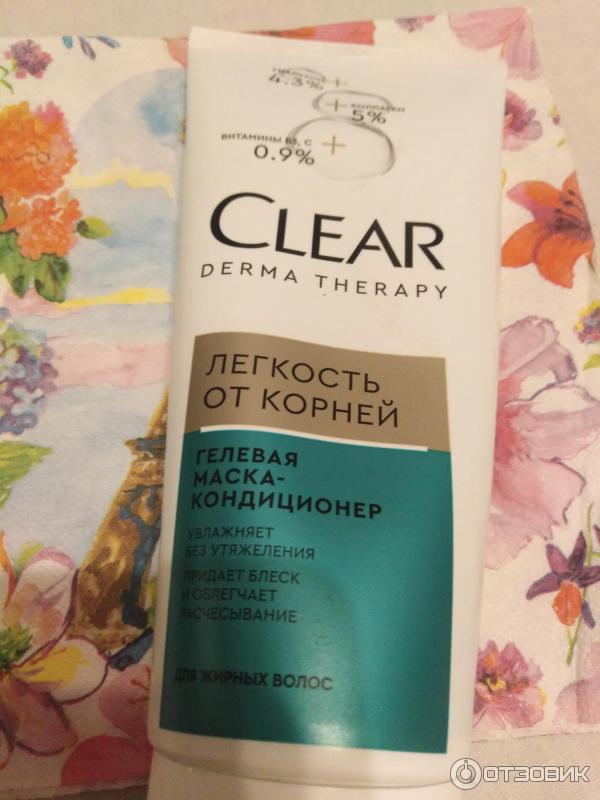 4.3%
КОЛЛАГЕН
5%
ВИТАМИНЫ B3, C
0.9%
CLEAR
DERMA THERAPY
ЛЕГКОСТЬ
ОТ КОРНЕЙ
ГЕЛЕВАЯ
МАСКА-
КОНДИЦИОНЕР
УВЛАЖНЯЕТ
БЕЗ УТЯЖЕЛЕНИЯ
ПРИДАЕТ БЛЕСК
И ОБЛЕГЧАЕТ
РАСЧЕСЫВАНИЕ
ДЛЯ ЖИРНЫХ ВОЛОС
ОТЗОВИК